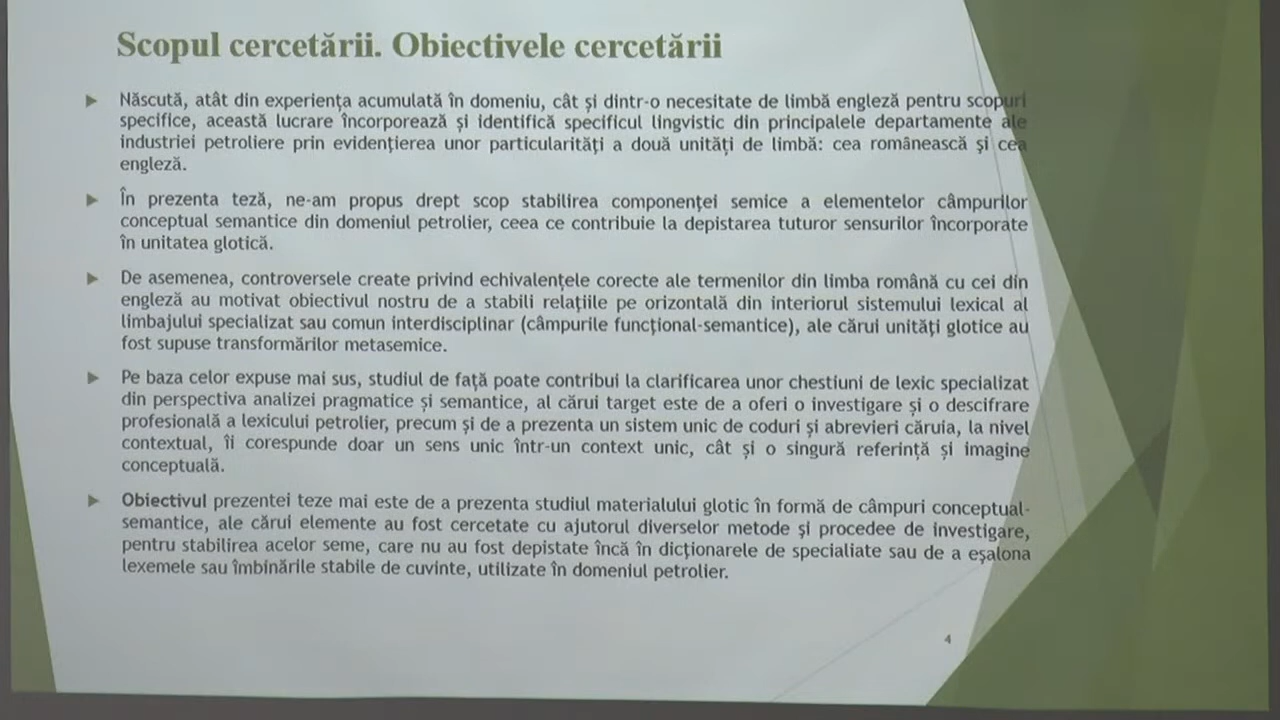 Scopul cercetării. Obiectivele cercetării
Născută, atât din experiența acumulată în domeniu, cât și dintr-o necesitate de limbă engleză pentru scopuri
specifice, această lucrare încorporează și identifică specificul lingvistic din principalele departamente ale
industriei petroliere prin evidențierea unor particularități a două unități de limbă: cea românească și cea
engleză.
În prezenta teză, ne-am propus drept scop stabilirea componenței semice a elementelor câmpurilor
conceptual semantice din domeniul petrolier, ceea ce contribuie la depistarea tuturor sensurilor încorporate
în unitatea glotică.
De asemenea, controversele create privind echivalențele corecte ale termenilor din limba română cu cei din
engleză au motivat obiectivul nostru de a stabili relațiile pe orizontală din interiorul sistemului lexical al
limbajului specializat sau comun interdisciplinar (câmpurile funcțional-semantice), ale cărui unități glotice au
fost supuse transformărilor metasemice.
Pe baza celor expuse mai sus, studiul de față poate contribui la clarificarea unor chestiuni de lexic specializat
din perspectiva analizei pragmatice și semantice, al cărui target este de a oferi o investigare și o descifrare
profesională a lexicului petrolier, precum și de a prezenta un sistem unic de coduri și abrevieri căruia, la nivel
contextual, îi corespunde doar un sens unic într-un context unic, cât și o singură referință și imagine
conceptuală.
Obiectivul prezentei teze mai este de a prezenta studiul materialului glotic în formă de câmpuri conceptual-
semantice, ale cărui elemente au fost cercetate cu ajutorul diverselor metode și procedee de investigare,
pentru stabilirea acelor seme, care nu au fost depistate încă în dicționarele de specialiate sau de a eșalona
lexemele sau îmbinările stabile de cuvinte, utilizate în domeniul petrolier.
4